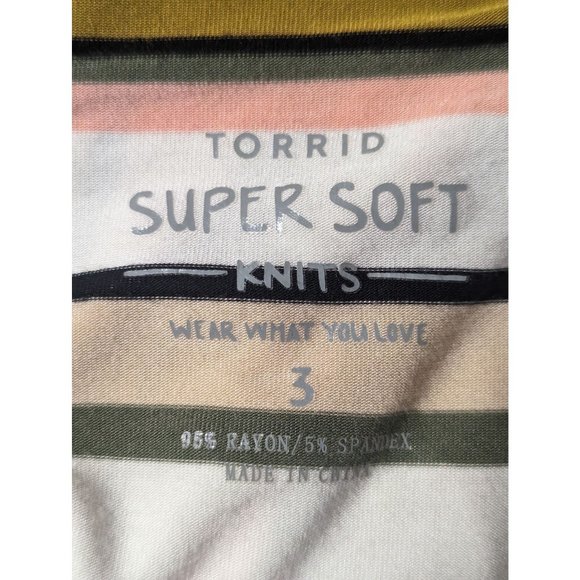 TORRID
SUPER SOFT
KNITS
WEAR WHAT YOU LOVE
3
95% RAYON/5% SPANDEX
MADE IN CHINA